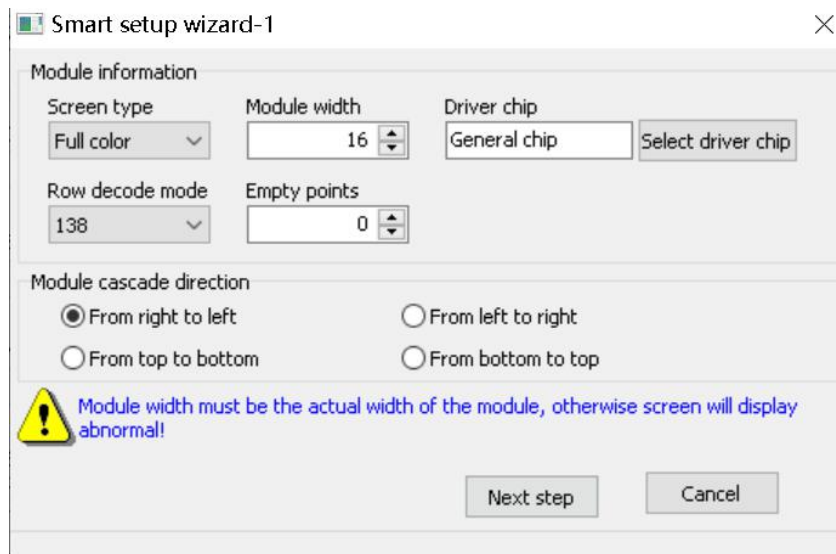 Smart setup wizard-1
Module information
Screen type
Module width
Driver chip
Full color
16
General chip
Select driver chip
Row decode mode
Empty points
138
0
Module cascade direction
From right to left
From left to right
From top to bottom
From bottom to top
Module width must be the actual width of the module, otherwise screen will display
abnormal!
Next step
Cancel